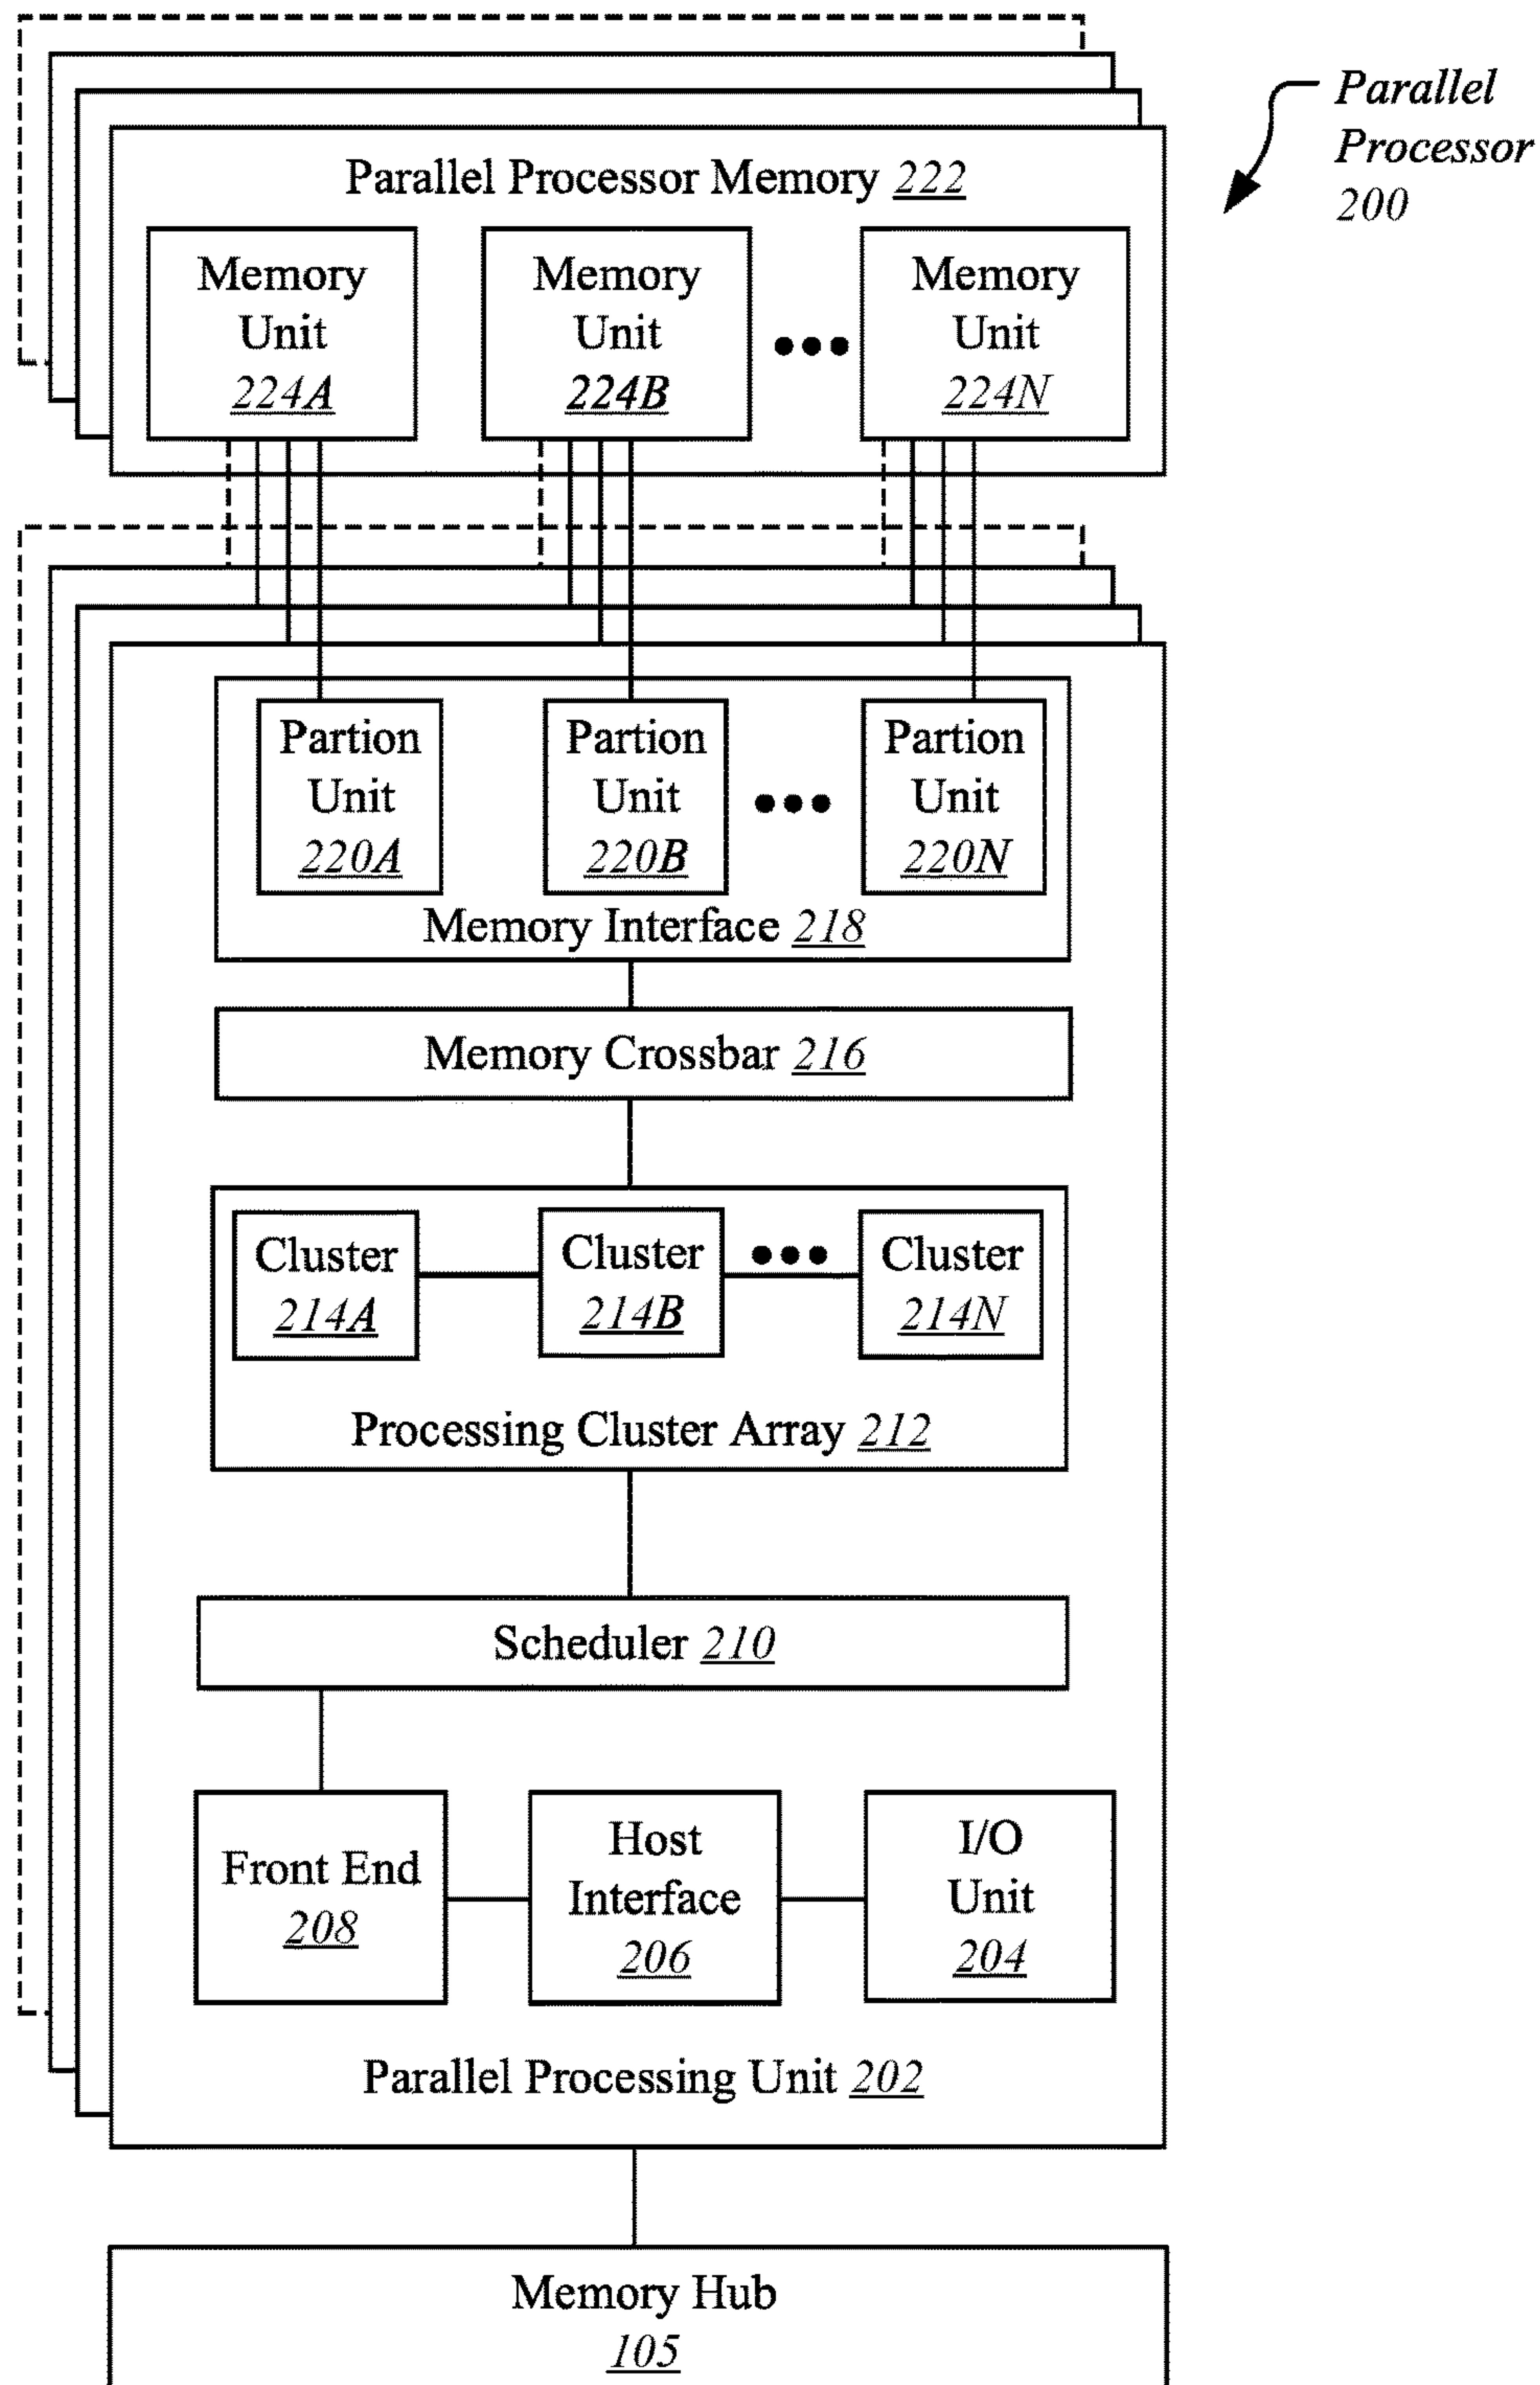 Parallel
Processor
200
Parallel Processor Memory 222
Memory
Unit
224A
Memory
Unit
224B
Memory
Unit
224N
Partion
Unit
220A
Partion
Unit
220B
Partion
Unit
220N
Memory Interface 218
Memory Crossbar 216
Cluster
214A
Cluster
214B
Cluster
214N
Processing Cluster Array 212
Scheduler 210
Front End
208
Host
Interface
206
I/O
Unit
204
Parallel Processing Unit 202
Memory Hub
105